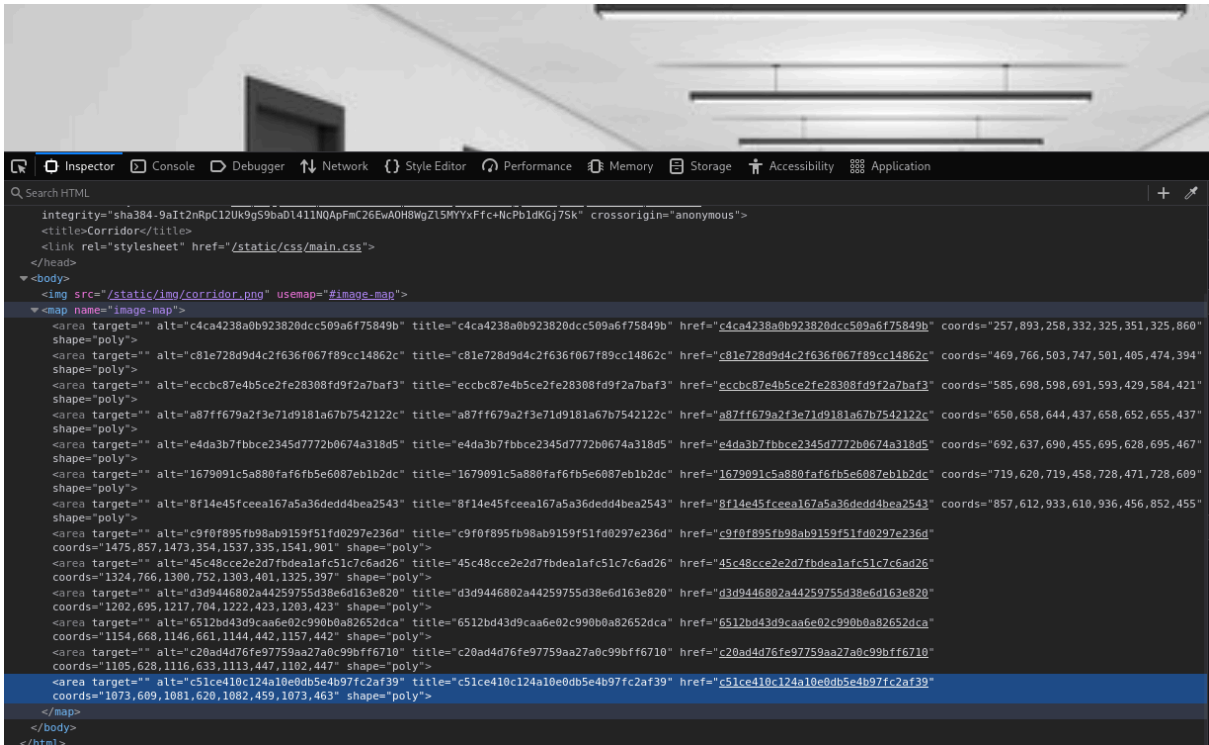 Inspector Console Debugger Network Style Editor Performance Memory Storage Accessibility Application
Search HTML
integrity="sha384-9aIt2nRpC12Uk9gS9baDl411NQApFmC26EwAOH8WgZl5MYYxFfc+NcPb1dKGj7Sk" crossorigin="anonymous">
<title>Corridor</title>
<link rel="stylesheet" href="/static/css/main.css">
</head>
<body>
<img src="/static/img/corridor.png" usemap="#image-map">
<map name="image-map">
<area target="" alt="c4ca4238a0b923820dcc509a6f75849b" title="c4ca4238a0b923820dcc509a6f75849b" href="c4ca4238a0b923820dcc509a6f75849b" coords="257,893,258,332,325,351,325,860"
shape="poly">
<area target="" alt="c81e728d9d4c2f636f067f89cc14862c" title="c81e728d9d4c2f636f067f89cc14862c" href="c81e728d9d4c2f636f067f89cc14862c" coords="469,766,503,747,501,405,474,394"
shape="poly">
<area target="" alt="eccbc87e4b5ce2fe28308fd9f2a7baf3" title="eccbc87e4b5ce2fe28308fd9f2a7baf3" href="eccbc87e4b5ce2fe28308fd9f2a7baf3" coords="585,698,598,691,593,429,584,421"
shape="poly">
<area target="" alt="a87ff679a2f3e71d9181a67b7542122c" title="a87ff679a2f3e71d9181a67b7542122c" href="a87ff679a2f3e71d9181a67b7542122c" coords="650,658,644,437,658,652,655,437"
shape="poly">
<area target="" alt="e4da3b7fbbce2345d7772b0674a318d5" title="e4da3b7fbbce2345d7772b0674a318d5" href="e4da3b7fbbce2345d7772b0674a318d5" coords="692,637,690,455,695,628,695,467"
shape="poly">
<area target="" alt="1679091c5a880faf6fb5e6087eb1b2dc" title="1679091c5a880faf6fb5e6087eb1b2dc" href="1679091c5a880faf6fb5e6087eb1b2dc" coords="719,620,719,458,728,471,728,609"
shape="poly">
<area target="" alt="8f14e45fceea167a5a36dedd4bea2543" title="8f14e45fceea167a5a36dedd4bea2543" href="8f14e45fceea167a5a36dedd4bea2543" coords="857,612,933,610,936,456,852,455"
shape="poly">
<area target="" alt="c9f0f895fb98ab9159f51fd0297e236d" title="c9f0f895fb98ab9159f51fd0297e236d" href="c9f0f895fb98ab9159f51fd0297e236d"
coords="1475,857,1473,354,1537,335,1541,901" shape="poly">
<area target="" alt="45c48cce2e2d7fbdea1afc51c7c6ad26" title="45c48cce2e2d7fbdea1afc51c7c6ad26" href="45c48cce2e2d7fbdea1afc51c7c6ad26"
coords="1324,766,1300,752,1303,401,1325,397" shape="poly">
<area target="" alt="d3d9446802a44259755d38e6d163e820" title="d3d9446802a44259755d38e6d163e820" href="d3d9446802a44259755d38e6d163e820"
coords="1202,695,1217,704,1222,423,1203,423" shape="poly">
<area target="" alt="6512bd43d9caa6e02c990b0a82652dca" title="6512bd43d9caa6e02c990b0a82652dca" href="6512bd43d9caa6e02c990b0a82652dca"
coords="1154,668,1146,661,1144,442,1157,442" shape="poly">
<area target="" alt="c20ad4d76fe97759aa27a0c99bff6710" title="c20ad4d76fe97759aa27a0c99bff6710" href="c20ad4d76fe97759aa27a0c99bff6710"
coords="1105,628,1116,633,1113,447,1102,447" shape="poly">
<area target="" alt="c51ce410c124a10e0db5e4b97fc2af39" title="c51ce410c124a10e0db5e4b97fc2af39" href="c51ce410c124a10e0db5e4b97fc2af39"
coords="1073,609,1081,620,1082,459,1073,463" shape="poly">
</map>
</body>
</html>